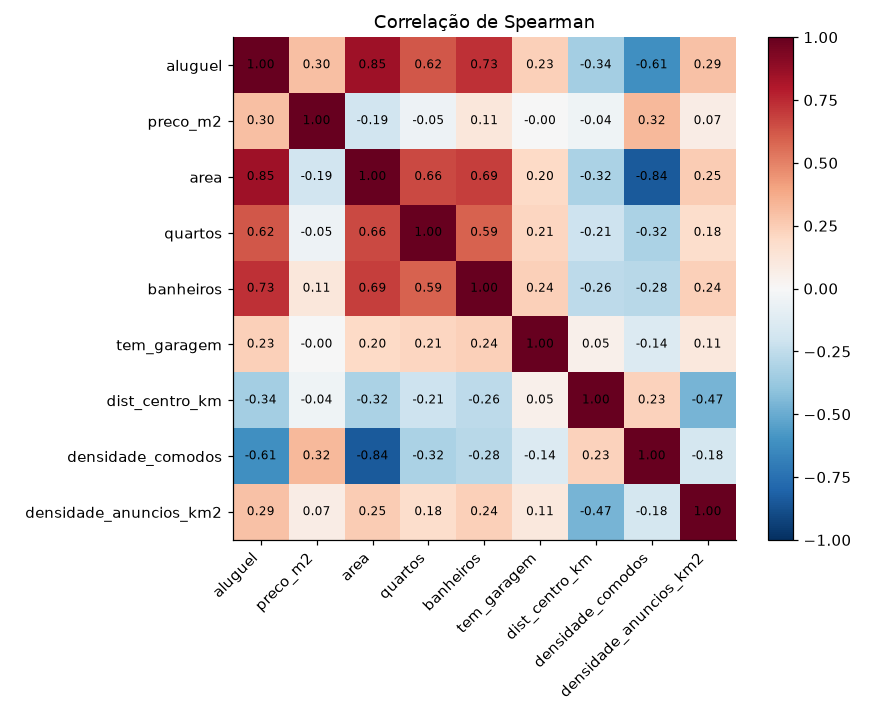 Correlação de Spearman
aluguel 1.00 0.30 0.85 0.62 0.73 0.23 -0.34 -0.61 0.29
preco_m2 0.30 1.00 -0.19 -0.05 0.11 -0.00 -0.04 0.32 0.07
area 0.85 -0.19 1.00 0.66 0.69 0.20 -0.32 -0.84 0.25
quartos 0.62 -0.05 0.66 1.00 0.59 0.21 -0.21 -0.32 0.18
banheiros 0.73 0.11 0.69 0.59 1.00 0.24 -0.26 -0.28 0.24
tem_garagem 0.23 -0.00 0.20 0.21 0.24 1.00 0.05 -0.14 0.11
dist_centro_km -0.34 -0.04 -0.32 -0.21 -0.26 0.05 1.00 0.23 -0.47
densidade_comodos -0.61 0.32 -0.84 -0.32 -0.28 -0.14 0.23 1.00 -0.18
densidade_anuncios_km2 0.29 0.07 0.25 0.18 0.24 0.11 -0.47 -0.18 1.00
aluguel
preco_m2
area
quartos
banheiros
tem_garagem
dist_centro_km
densidade_comodos
densidade_anuncios_km2
1.00
0.75
0.50
0.25
0.00
−0.25
−0.50
−0.75
−1.00